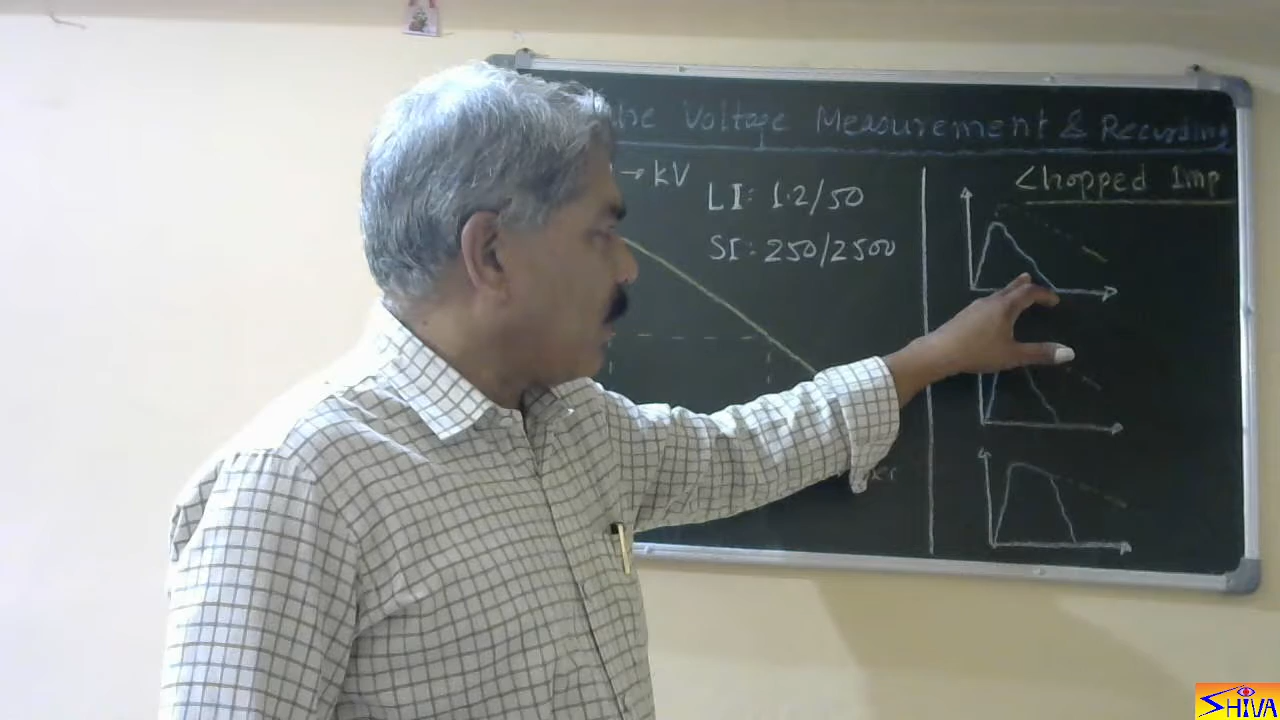 Voltage Measurement & Recording
→ kV
LI: 1.2/50
SI: 250/2500
Chopped Imp
SHIVA